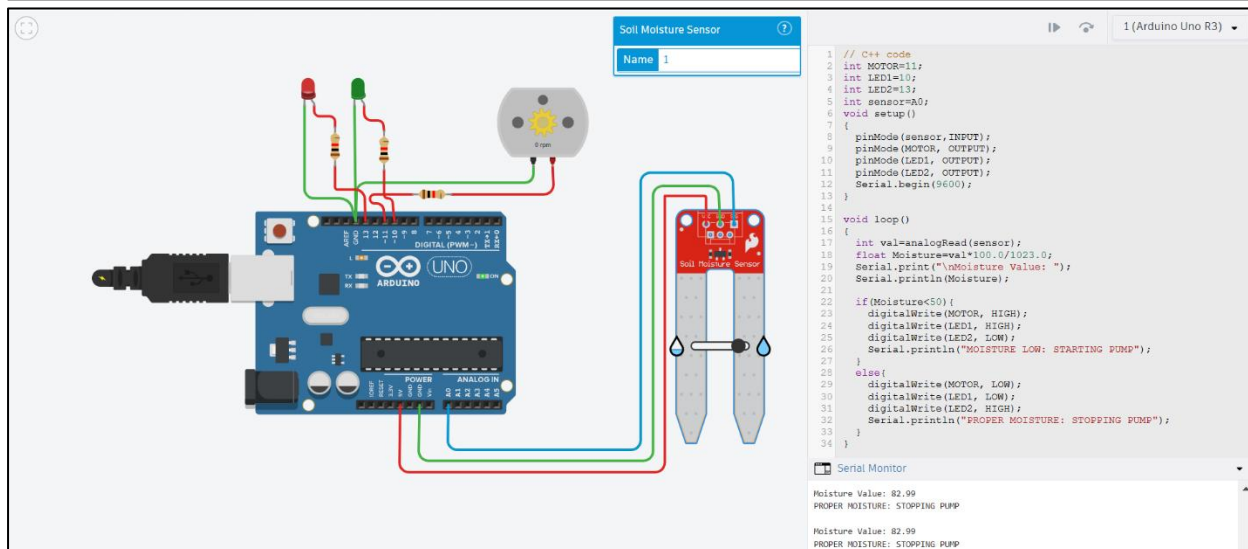 Soil Moisture Sensor
?
Name 1
1 (Arduino Uno R3)
0 rpm
AREF
GND
13
12
~11
~10
~9
8
7
~6
~5
4
~3
2
TX→1
RX←0
DIGITAL (PWM~)
L
TX
RX
UNO
ON
ARDUINO
POWER
ANALOG IN
IOREF
RESET
3.3V
5V
GND
GND
Vin
A0
A1
A2
A3
A4
A5
Soil Moisture Sensor
1 // C++ code
2 int MOTOR=11;
3 int LED1=10;
4 int LED2=13;
5 int sensor=A0;
6 void setup()
7 {
8 pinMode(sensor,INPUT);
9 pinMode(MOTOR, OUTPUT);
10 pinMode(LED1, OUTPUT);
11 pinMode(LED2, OUTPUT);
12 Serial.begin(9600);
13 }
14
15 void loop()
16 {
17 int val=analogRead(sensor);
18 float Moisture=val*100.0/1023.0;
19 Serial.print("\nMoisture Value: ");
20 Serial.println(Moisture);
21
22 if(Moisture<50){
23 digitalWrite(MOTOR, HIGH);
24 digitalWrite(LED1, HIGH);
25 digitalWrite(LED2, LOW);
26 Serial.println("MOISTURE LOW: STARTING PUMP");
27 }
28 else{
29 digitalWrite(MOTOR, LOW);
30 digitalWrite(LED1, LOW);
31 digitalWrite(LED2, HIGH);
32 Serial.println("PROPER MOISTURE: STOPPING PUMP");
33 }
34 }
Serial Monitor
Moisture Value: 82.99
PROPER MOISTURE: STOPPING PUMP
Moisture Value: 82.99
PROPER MOISTURE: STOPPING PUMP